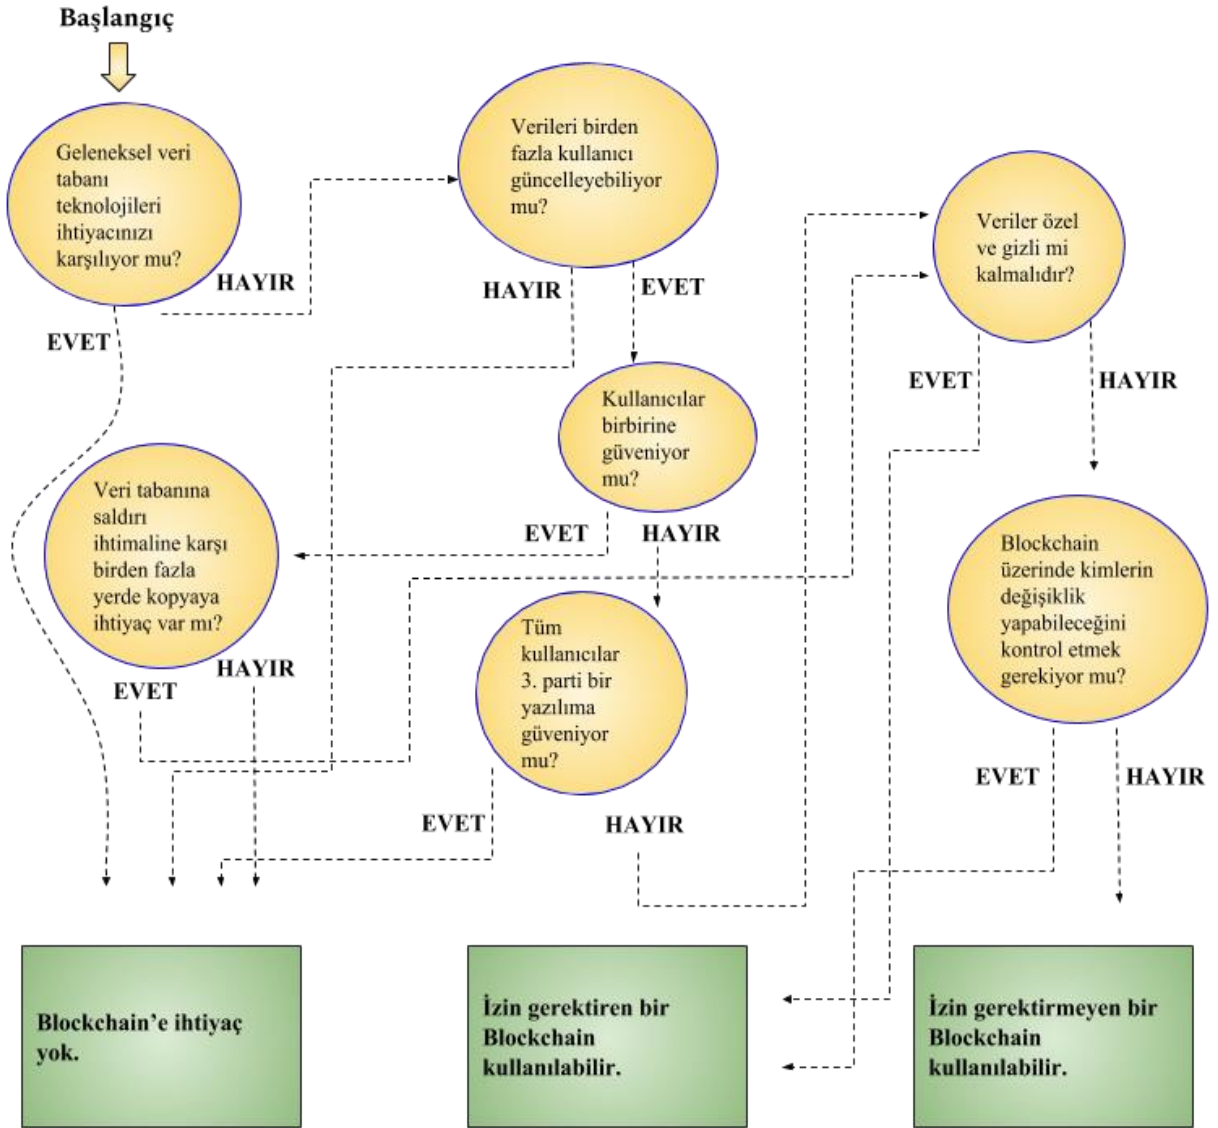 Başlangıç
Geleneksel veri
tabanı
teknolojileri
ihtiyacınızı
karşılıyor mu?
HAYIR
EVET
Verileri birden
fazla kullanıcı
güncelleyebiliyor
mu?
HAYIR
EVET
Veriler özel
ve gizli mi
kalmalıdır?
EVET
HAYIR
Kullanıcılar
birbirine
güveniyor
mu?
EVET
HAYIR
Veri tabanına
saldırı
ihtimaline karşı
birden fazla
yerde kopyaya
ihtiyaç var mı?
HAYIR
EVET
Tüm
kullanıcılar
3. parti bir
yazılıma
güveniyor
mu?
EVET
HAYIR
Blockchain
üzerinde kimlerin
değişiklik
yapabileceğini
kontrol etmek
gerekiyor mu?
EVET
HAYIR
Blockchain’e ihtiyaç
yok.
İzin gerektiren bir
Blockchain
kullanılabilir.
İzin gerektirmeyen bir
Blockchain
kullanılabilir.